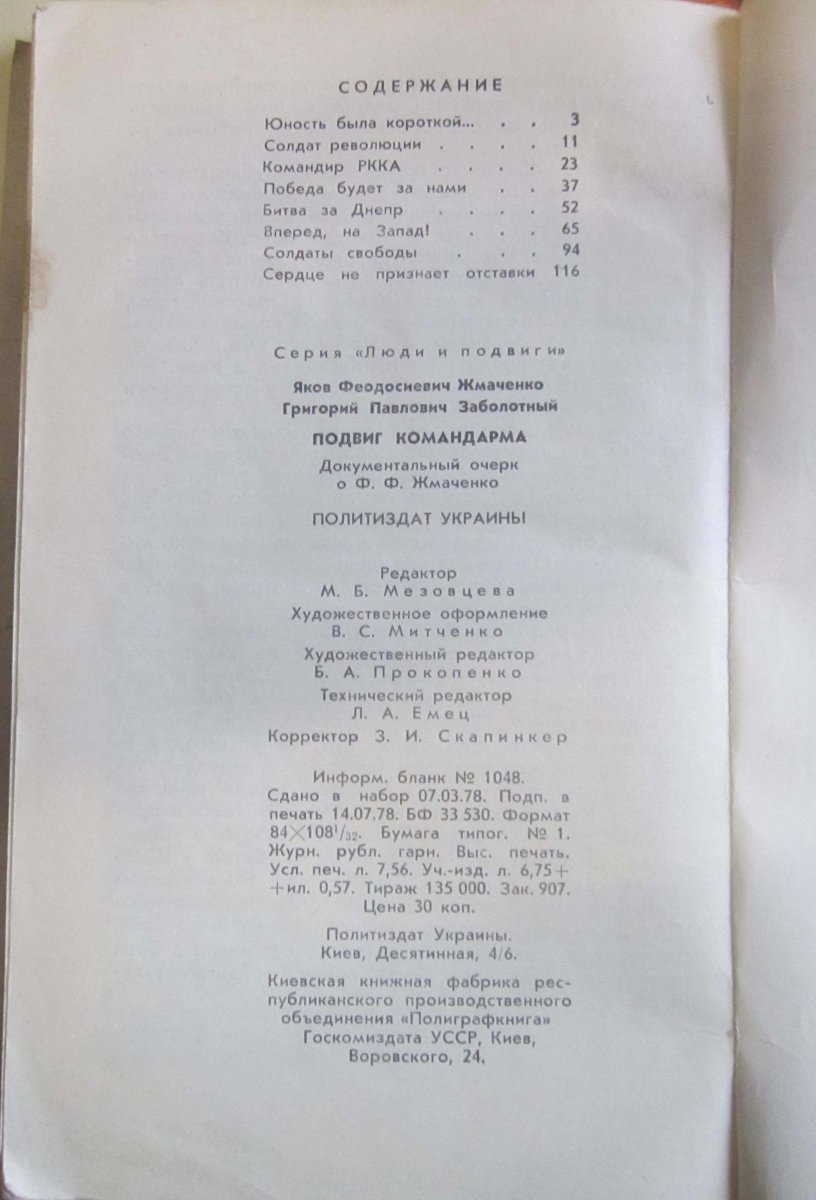 СОДЕРЖАНИЕ
Юность была короткой... . . 3
Солдат революции . . . . 11
Командир РККА . . . . 23
Победа будет за нами . . 37
Битва за Днепр . . . . 52
Вперед, на Запад! . . . 65
Солдаты свободы . . . 94
Сердце не признает отставки 116
Серия «Люди и подвиги»
Яков Феодосиевич Жмаченко
Григорий Павлович Заболотный
ПОДВИГ КОМАНДАРМА
Документальный очерк
о Ф. Ф. Жмаченко
ПОЛИТИЗДАТ УКРАИНЫ
Редактор
М. Б. Мезовцева
Художественное оформление
В. С. Митченко
Художественный редактор
Б. А. Прокопенко
Технический редактор
Л. А. Емец
Корректор З. И. Скапинкер
Информ. бланк № 1048.
Сдано в набор 07.03.78. Подп. в
печать 14.07.78. БФ 33 530. Формат
84×108¹/₃₂. Бумага типог. № 1.
Журн. рубл. гарн. Выс. печать.
Усл. печ. л. 7,56. Уч.-изд. л. 6,75+
+ил. 0,57. Тираж 135 000. Зак. 907.
Цена 30 коп.
Политиздат Украины.
Киев, Десятинная, 4/6.
Киевская книжная фабрика рес-
публиканского производственного
объединения «Полиграфкнига»
Госкомиздата УССР, Киев,
Воровского, 24.